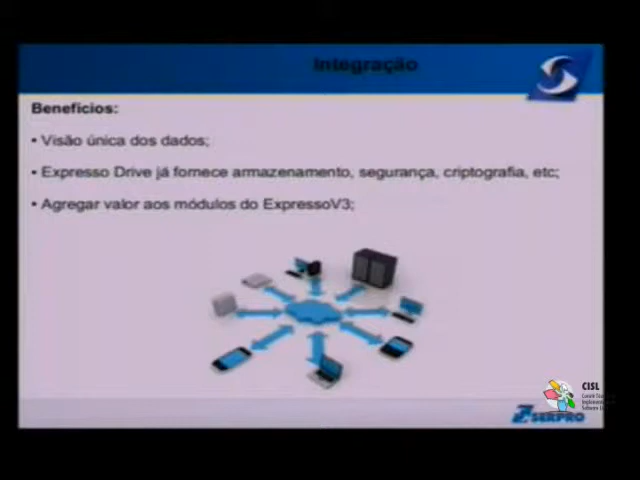 Integração
Benefícios:
• Visão única dos dados;
• Expresso Drive já fornece armazenamento, segurança, criptografia, etc;
• Agregar valor aos módulos do ExpressoV3;
CISL
SERPRO